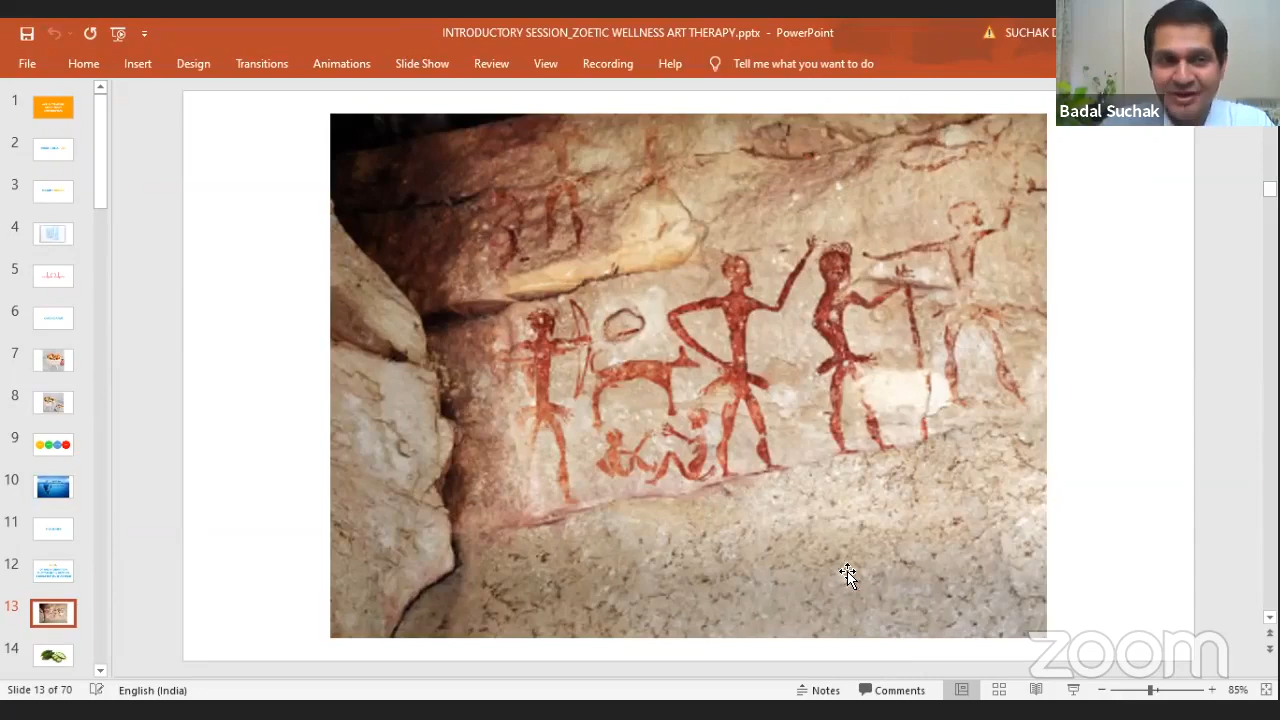 INTRODUCTORY SESSION_ZOETIC WELLNESS ART THERAPY.pptx - PowerPoint
SUCHAK
File Home Insert Design Transitions Animations Slide Show Review View Recording Help Tell me what you want to do
Badal Suchak
1
2
3
4
5
6
7
8
9
10
11
12
13
14
zoom
Slide 13 of 70 English (India) Notes Comments 85%